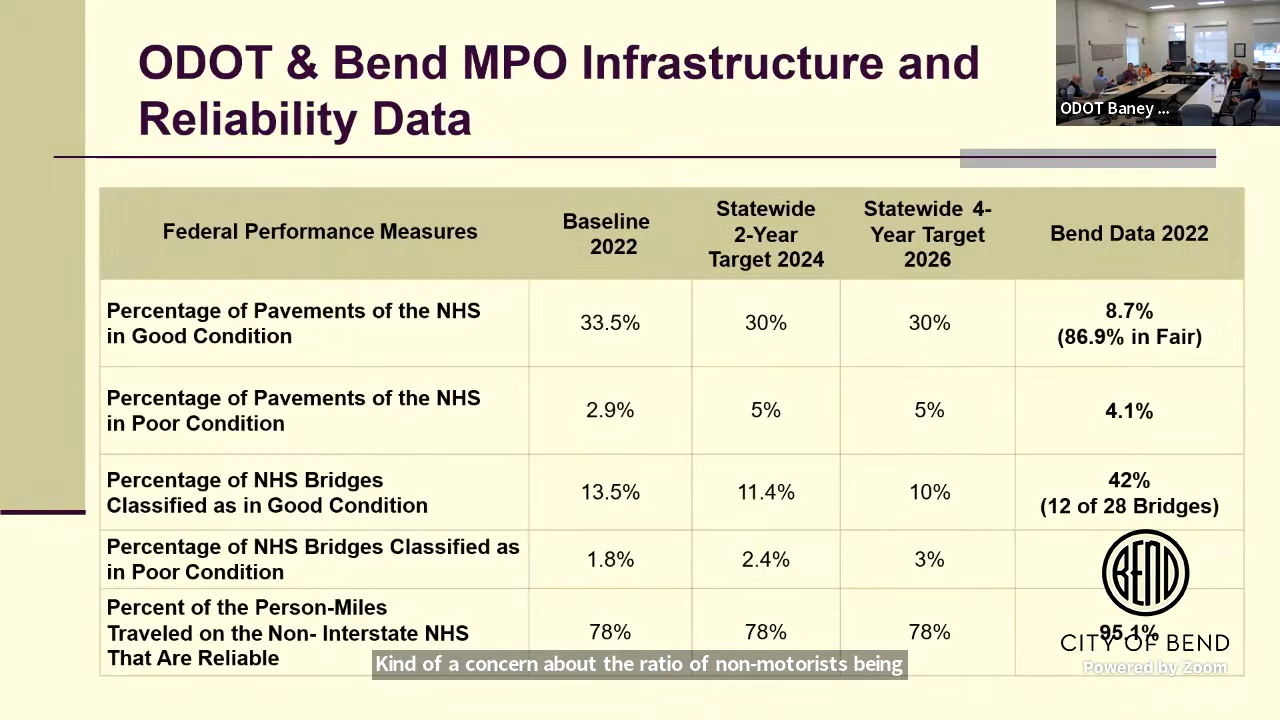 ODOT & Bend MPO Infrastructure and
Reliability Data
ODOT Baney ...
Federal Performance Measures
Baseline
2022
Statewide
2-Year
Target 2024
Statewide 4-
Year Target
2026
Bend Data 2022
Percentage of Pavements of the NHS
in Good Condition
33.5%
30%
30%
8.7%
(86.9% in Fair)
Percentage of Pavements of the NHS
in Poor Condition
2.9%
5%
5%
4.1%
Percentage of NHS Bridges
Classified as in Good Condition
13.5%
11.4%
10%
42%
(12 of 28 Bridges)
Percentage of NHS Bridges Classified as
in Poor Condition
1.8%
2.4%
3%
BEND
Percent of the Person-Miles
Traveled on the Non- Interstate NHS
That Are Reliable
78%
78%
78%
95.1%
CITY OF BEND
Powered by Zoom
Kind of a concern about the ratio of non-motorists being